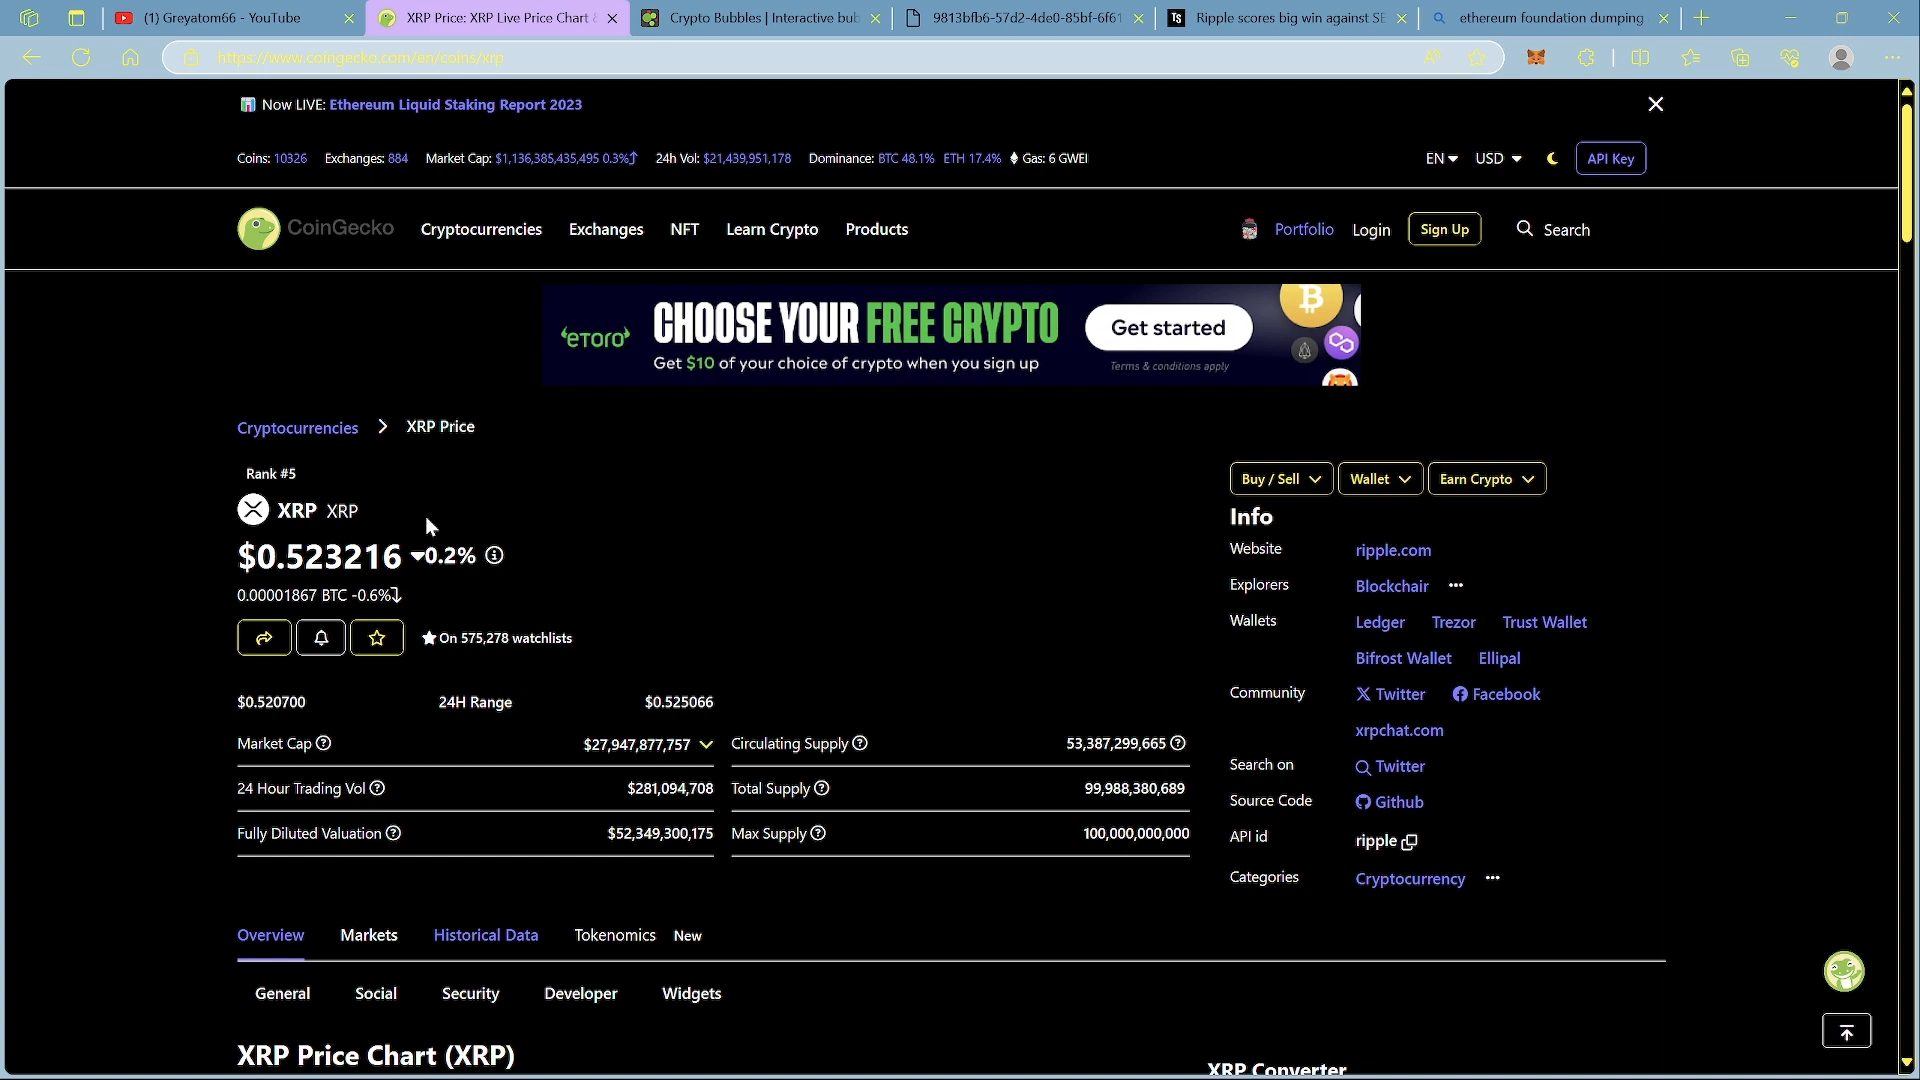 (1) Greyatom66 - YouTube
XRP Price: XRP Live Price Chart &
Crypto Bubbles | Interactive bub
9813bfb6-57d2-4de0-85bf-6f61
TS Ripple scores big win against SE
ethereum foundation dumping
https://www.coingecko.com/en/coins/xrp
Now LIVE: Ethereum Liquid Staking Report 2023
Coins: 10326 Exchanges: 884 Market Cap: $1,136,385,435,495 0.3% 24h Vol: $21,439,951,178 Dominance: BTC 48.1% ETH 17.4% Gas: 6 GWEI
EN USD API Key
CoinGecko Cryptocurrencies Exchanges NFT Learn Crypto Products
Portfolio Login Sign Up Search
eTORO CHOOSE YOUR FREE CRYPTO
Get $10 of your choice of crypto when you sign up
Get started
Terms & conditions apply
Cryptocurrencies > XRP Price
Rank #5
XRP XRP
$0.523216 0.2%
0.00001867 BTC -0.6%
On 575,278 watchlists
$0.520700 24H Range $0.525066
Market Cap $27,947,877,757
Circulating Supply 53,387,299,665
24 Hour Trading Vol $281,094,708
Total Supply 99,988,380,689
Fully Diluted Valuation $52,349,300,175
Max Supply 100,000,000,000
Buy / Sell Wallet Earn Crypto
Info
Website ripple.com
Explorers Blockchair •••
Wallets Ledger Trezor Trust Wallet
Bifrost Wallet Ellipal
Community Twitter Facebook
xrpchat.com
Search on Twitter
Source Code Github
API id ripple
Categories Cryptocurrency •••
Overview Markets Historical Data Tokenomics New
General Social Security Developer Widgets
XRP Price Chart (XRP)
XRP Converter